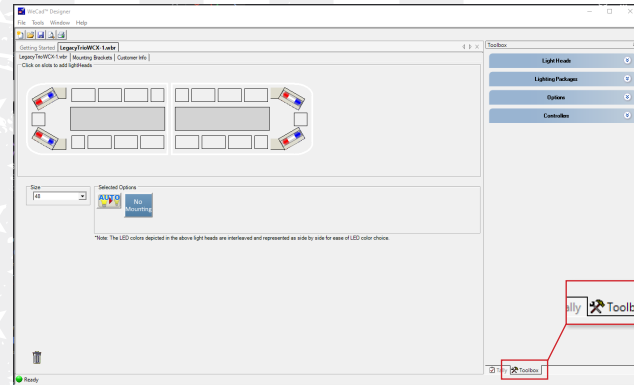 WeCad™ Designer
File Tools Window Help
Getting Started LegacyTrioWCX-1.wbr
Toolbox
LegacyTrioWCX-1.wbr Mounting Brackets Customer Info
Click on slots to add lightHeads
Light Heads
Lighting Packages
Options
Controllers
Size
48
Selected Options
AUTO
No
Mounting
*Note: The LED colors depicted in the above light heads are interleaved and represented as side by side for ease of LED color choice.
Toolb
Toolbox
Ready